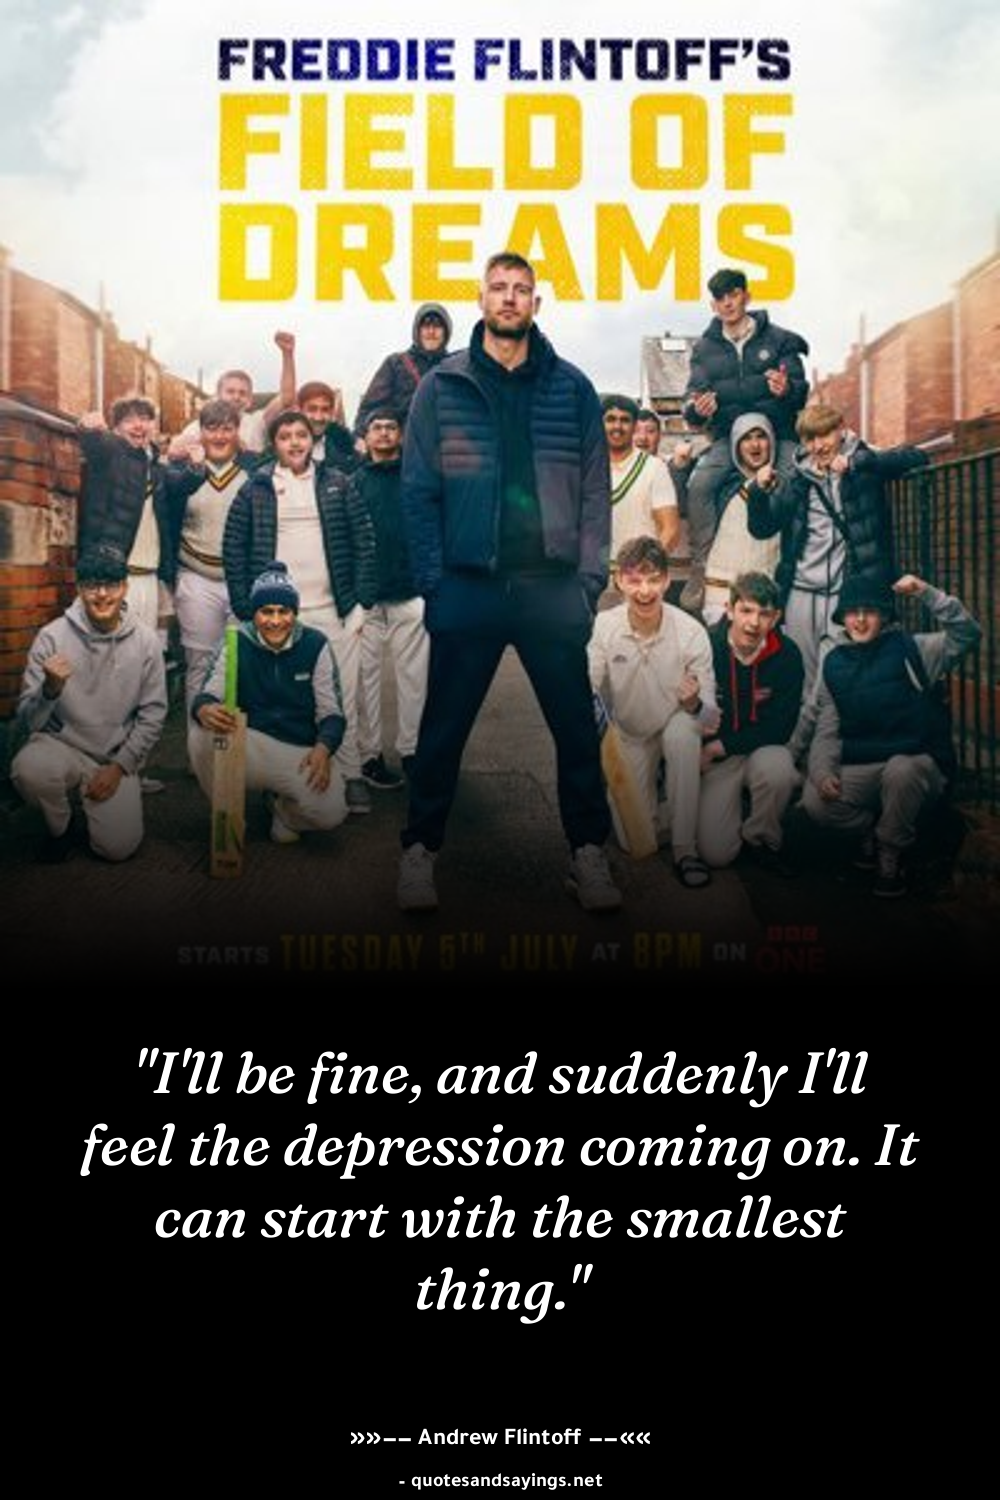 FREDDIE FLINTOFF'S
FIELD OF
DREAMS
STARTS TUESDAY 5TH JULY AT 8PM ON BBC ONE
"I'll be fine, and suddenly I'll
feel the depression coming on. It
can start with the smallest
thing."
»»−− Andrew Flintoff −−««
- quotesandsayings.net